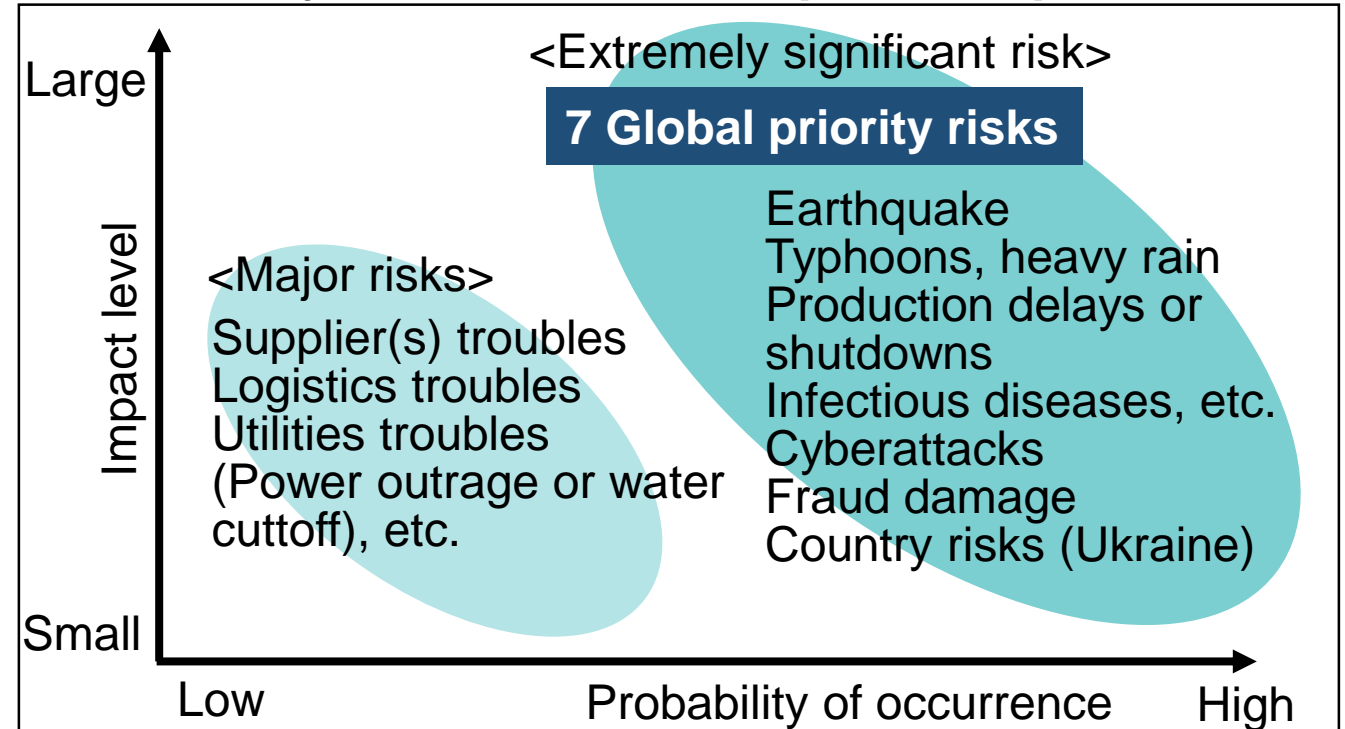 <Extremely significant risk>
Large
7 Global priority risks
Impact level
<Major risks>
Supplier(s) troubles
Logistics troubles
Utilities troubles
(Power outrage or water
cuttoff), etc.
Earthquake
Typhoons, heavy rain
Production delays or
shutdowns
Infectious diseases, etc.
Cyberattacks
Fraud damage
Country risks (Ukraine)
Small
Low
Probability of occurrence
High